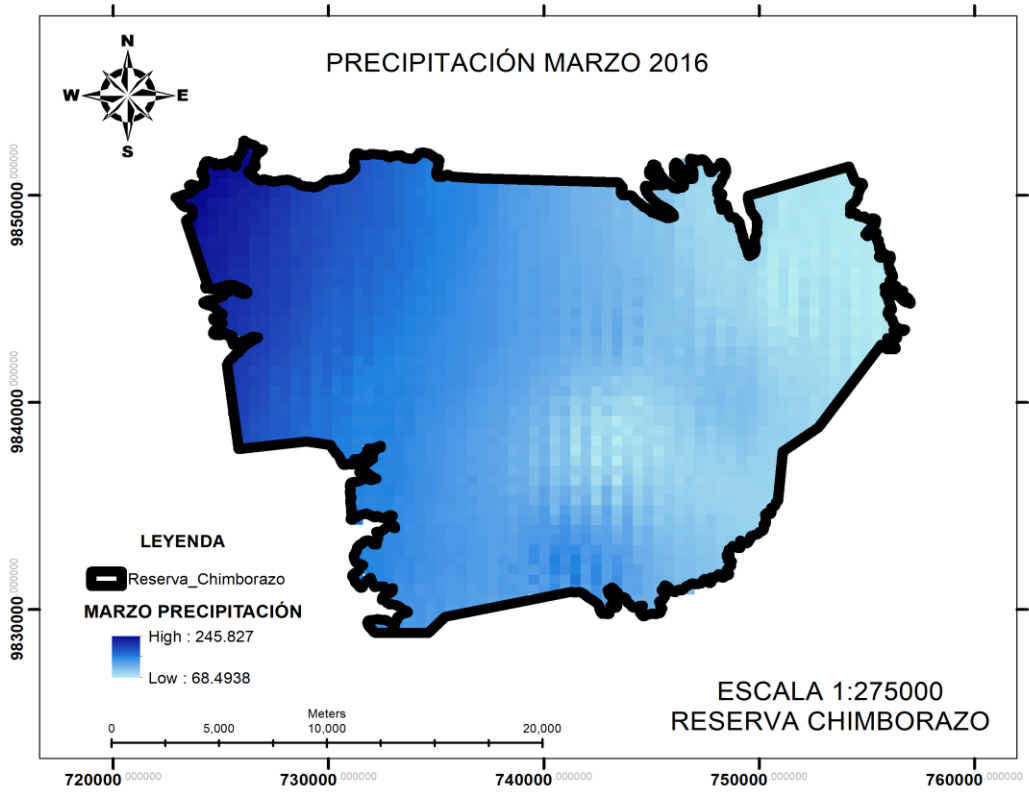 PRECIPITACIÓN MARZO 2016
N
W E
S
9850000.000000
9840000.000000
9830000.000000
LEYENDA
Reserva_Chimborazo
MARZO PRECIPITACIÓN
High : 245.827
Low : 68.4938
Meters
0 5,000 10,000 20,000
ESCALA 1:275000
RESERVA CHIMBORAZO
720000.000000 730000.000000 740000.000000 750000.000000 760000.000000